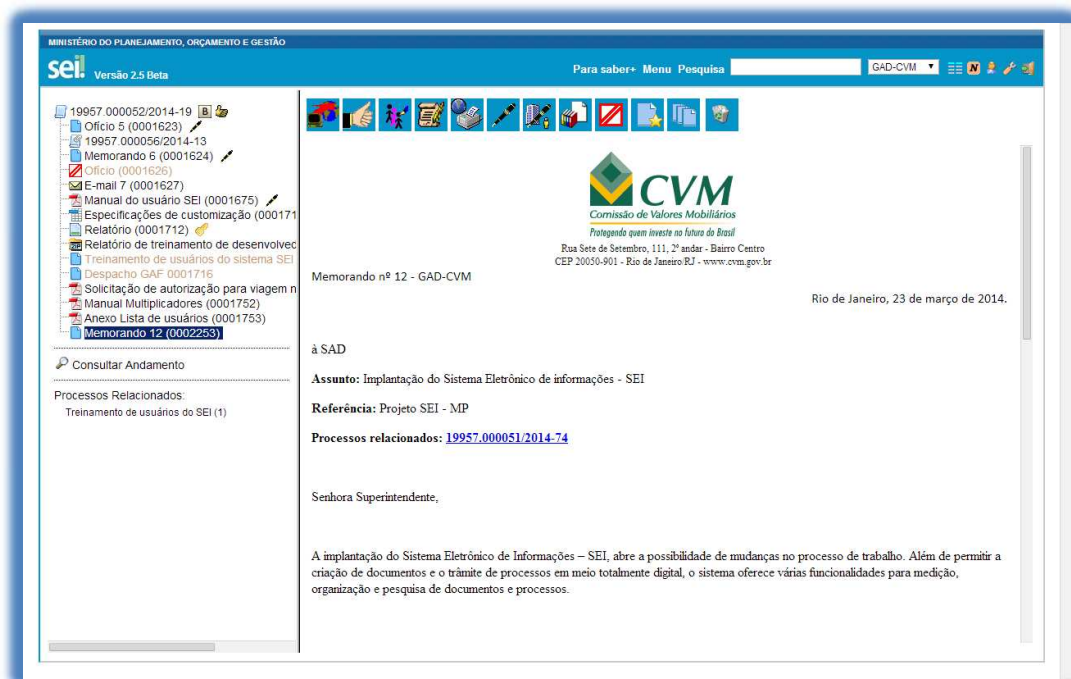 MINISTÉRIO DO PLANEJAMENTO, ORÇAMENTO E GESTÃO
sei! Versão 2.5 Beta
Para saber+ Menu Pesquisa GAD-CVM
19957.000052/2014-19 B
Ofício 5 (0001623)
19957.000056/2014-13
Memorando 6 (0001624)
Ofício (0001626)
E-mail 7 (0001627)
Manual do usuário SEI (0001675)
Especificações de customização (000171
Relatório (0001712)
Relatório de treinamento de desenvolvec
Treinamento de usuários do sistema SEI
Despacho GAF 0001716
Solicitação de autorização para viagem n
Manual Multiplicadores (0001752)
Anexo Lista de usuários (0001753)
Memorando 12 (0002253)
Consultar Andamento
Processos Relacionados:
Treinamento de usuários do SEI (1)
CVM
Comissão de Valores Mobiliários
Protegendo quem investe no futuro do Brasil
Rua Sete de Setembro, 111, 2º andar - Bairro Centro
CEP 20050-901 - Rio de Janeiro/RJ - www.cvm.gov.br
Memorando nº 12 - GAD-CVM
Rio de Janeiro, 23 de março de 2014.
à SAD
Assunto: Implantação do Sistema Eletrônico de informações - SEI
Referência: Projeto SEI - MP
Processos relacionados: 19957.000051/2014-74
Senhora Superintendente,
A implantação do Sistema Eletrônico de Informações – SEI, abre a possibilidade de mudanças no processo de trabalho. Além de permitir a
criação de documentos e o trâmite de processos em meio totalmente digital, o sistema oferece várias funcionalidades para medição,
organização e pesquisa de documentos e processos.